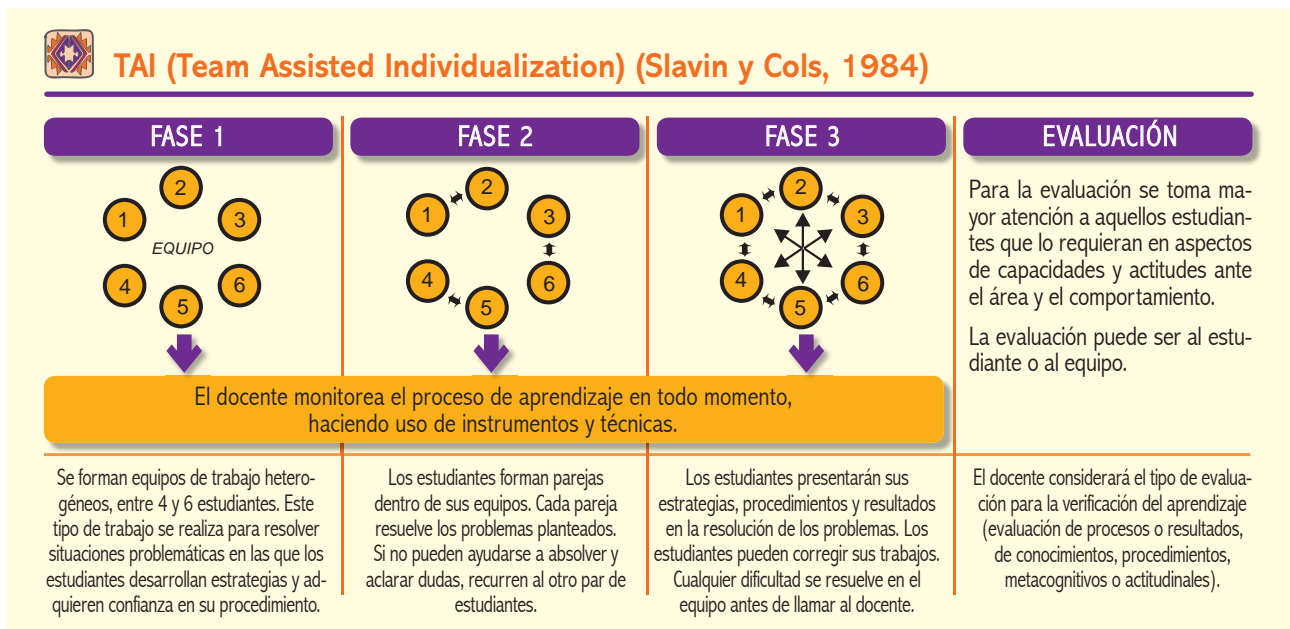 TAI (Team Assisted Individualization) (Slavin y Cols, 1984)
FASE 1
2
1
3
EQUIPO
4
6
5
FASE 2
2
1
3
4
6
5
FASE 3
2
1
3
4
6
5
El docente monitorea el proceso de aprendizaje en todo momento,
haciendo uso de instrumentos y técnicas.
EVALUACIÓN
Para la evaluación se toma ma-
yor atención a aquellos estudian-
tes que lo requieran en aspectos
de capacidades y actitudes ante
el área y el comportamiento.
La evaluación puede ser al estu-
diante o al equipo.
Se forman equipos de trabajo hetero-
géneos, entre 4 y 6 estudiantes. Este
tipo de trabajo se realiza para resolver
situaciones problemáticas en las que los
estudiantes desarrollan estrategias y ad-
quieren confianza en su procedimiento.
Los estudiantes forman parejas
dentro de sus equipos. Cada pareja
resuelve los problemas planteados.
Si no pueden ayudarse a absolver y
aclarar dudas, recurren al otro par de
estudiantes.
Los estudiantes presentarán sus
estrategias, procedimientos y resultados
en la resolución de los problemas. Los
estudiantes pueden corregir sus trabajos.
Cualquier dificultad se resuelve en el
equipo antes de llamar al docente.
El docente considerará el tipo de evalua-
ción para la verificación del aprendizaje
(evaluación de procesos o resultados,
de conocimientos, procedimientos,
metacognitivos o actitudinales).